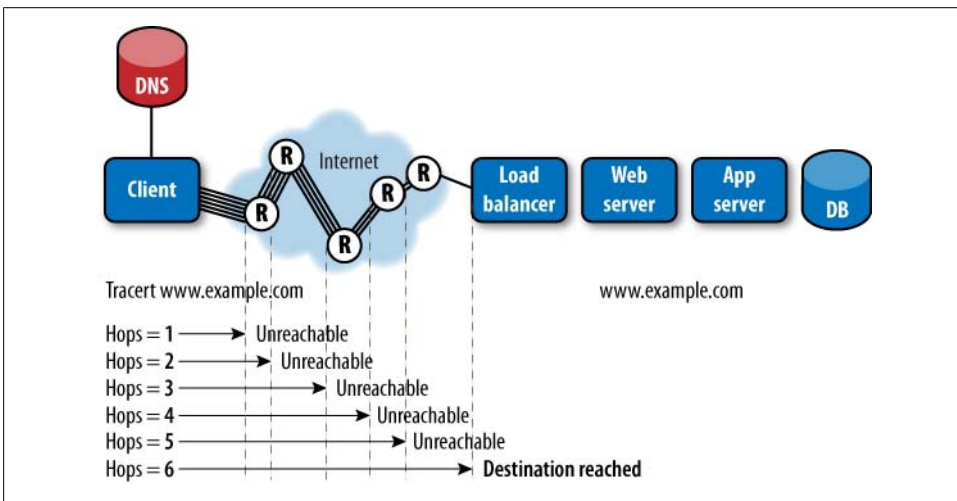 DNS
Internet
R
R
R
R
R
Client
Load
balancer
Web
server
App
server
DB
Tracert www.example.com
www.example.com
Hops = 1 Unreachable
Hops = 2 Unreachable
Hops = 3 Unreachable
Hops = 4 Unreachable
Hops = 5 Unreachable
Hops = 6 Destination reached